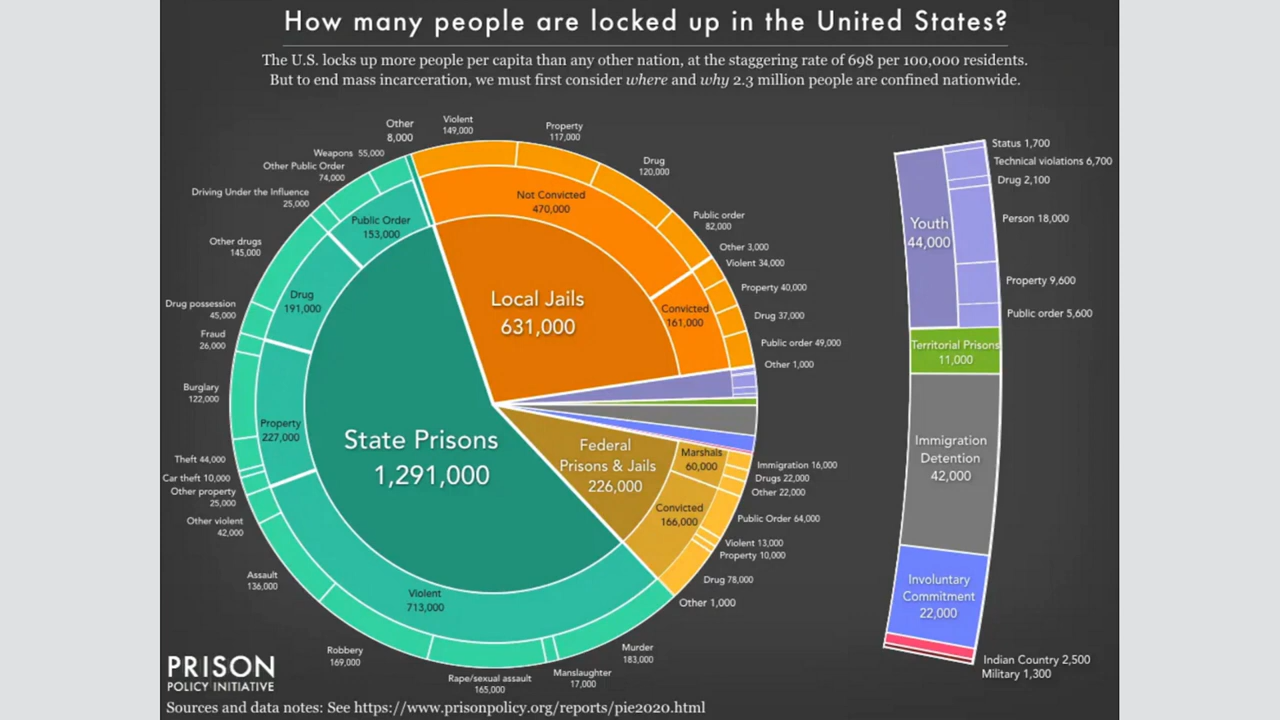 How many people are locked up in the United States?
The U.S. locks up more people per capita than any other nation, at the staggering rate of 698 per 100,000 residents.
But to end mass incarceration, we must first consider where and why 2.3 million people are confined nationwide.
Other
8,000
Violent
149,000
Property
117,000
Drug
120,000
Public order
82,000
Other 3,000
Violent 34,000
Property 40,000
Drug 37,000
Public order 49,000
Other 1,000
Not Convicted
470,000
Convicted
161,000
Local Jails
631,000
Weapons 55,000
Other Public Order
74,000
Driving Under the Influence
25,000
Public Order
153,000
Other drugs
145,000
Drug possession
45,000
Drug
191,000
Fraud
26,000
Burglary
122,000
Property
227,000
Theft 44,000
Car theft 10,000
Other property
25,000
Other violent
42,000
Assault
136,000
Robbery
169,000
Rape/sexual assault
165,000
Manslaughter
17,000
Murder
183,000
Violent
713,000
State Prisons
1,291,000
Federal
Prisons & Jails
226,000
Marshals
60,000
Convicted
166,000
Immigration 16,000
Drugs 22,000
Other 22,000
Public Order 64,000
Violent 13,000
Property 10,000
Drug 78,000
Other 1,000
Youth
44,000
Status 1,700
Technical violations 6,700
Drug 2,100
Person 18,000
Property 9,600
Public order 5,600
Territorial Prisons
11,000
Immigration
Detention
42,000
Involuntary
Commitment
22,000
Indian Country 2,500
Military 1,300
PRISON
POLICY INITIATIVE
Sources and data notes: See https://www.prisonpolicy.org/reports/pie2020.html